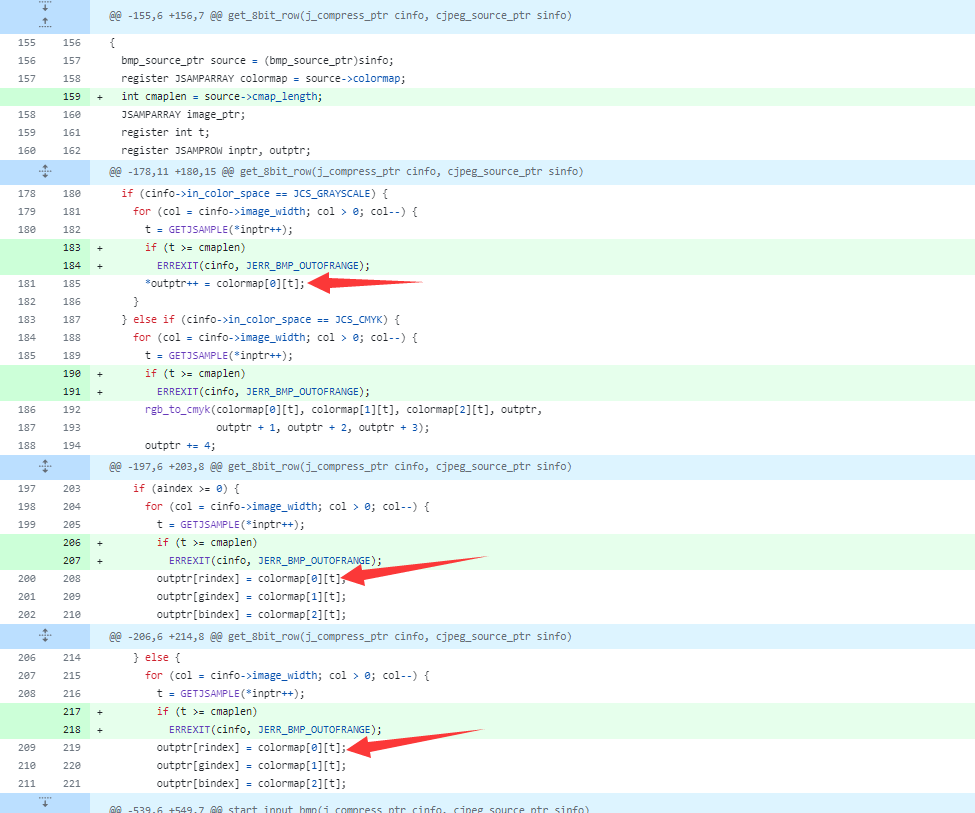 @@ -155,6 +156,7 @@ get_8bit_row(j_compress_ptr cinfo, cjpeg_source_ptr sinfo)
155 156 {
156 157 bmp_source_ptr source = (bmp_source_ptr)sinfo;
157 158 register JSAMPARRAY colormap = source->colormap;
159 + int cmaplen = source->cmap_length;
158 160 JSAMPARRAY image_ptr;
159 161 register int t;
160 162 register JSAMPROW inptr, outptr;
@@ -178,11 +180,15 @@ get_8bit_row(j_compress_ptr cinfo, cjpeg_source_ptr sinfo)
178 180 if (cinfo->in_color_space == JCS_GRAYSCALE) {
179 181 for (col = cinfo->image_width; col > 0; col--) {
180 182 t = GETJSAMPLE(*inptr++);
183 + if (t >= cmaplen)
184 + ERREXIT(cinfo, JERR_BMP_OUTOFRANGE);
181 185 *outptr++ = colormap[0][t];
182 186 }
183 187 } else if (cinfo->in_color_space == JCS_CMYK) {
184 188 for (col = cinfo->image_width; col > 0; col--) {
185 189 t = GETJSAMPLE(*inptr++);
190 + if (t >= cmaplen)
191 + ERREXIT(cinfo, JERR_BMP_OUTOFRANGE);
186 192 rgb_to_cmyk(colormap[0][t], colormap[1][t], colormap[2][t], outptr,
187 193 outptr + 1, outptr + 2, outptr + 3);
188 194 outptr += 4;
@@ -197,6 +203,8 @@ get_8bit_row(j_compress_ptr cinfo, cjpeg_source_ptr sinfo)
197 203 if (aindex >= 0) {
198 204 for (col = cinfo->image_width; col > 0; col--) {
199 205 t = GETJSAMPLE(*inptr++);
206 + if (t >= cmaplen)
207 + ERREXIT(cinfo, JERR_BMP_OUTOFRANGE);
200 208 outptr[rindex] = colormap[0][t];
201 209 outptr[gindex] = colormap[1][t];
202 210 outptr[bindex] = colormap[2][t];
@@ -206,6 +214,8 @@ get_8bit_row(j_compress_ptr cinfo, cjpeg_source_ptr sinfo)
206 214 } else {
207 215 for (col = cinfo->image_width; col > 0; col--) {
208 216 t = GETJSAMPLE(*inptr++);
217 + if (t >= cmaplen)
218 + ERREXIT(cinfo, JERR_BMP_OUTOFRANGE);
209 219 outptr[rindex] = colormap[0][t];
210 220 outptr[gindex] = colormap[1][t];
211 221 outptr[bindex] = colormap[2][t];
@@ -539,6 +549,7 @@ start_input_bmp(j_compress_ptr cinfo, cjpeg_source_ptr sinfo)